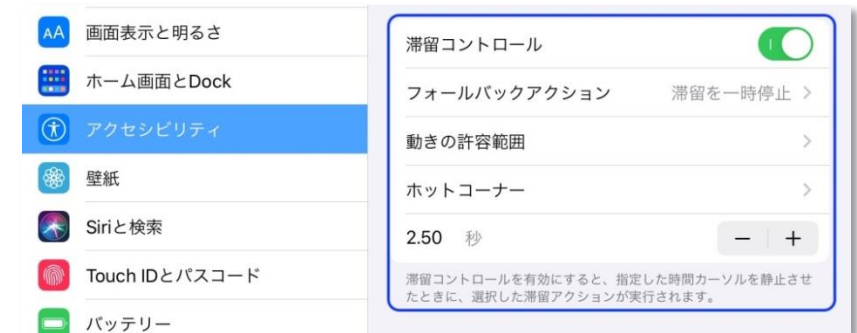 AA 画面表示と明るさ
ホーム画面とDock
アクセシビリティ
壁紙
Siriと検索
Touch IDとパスコード
バッテリー
滞留コントロール
フォールバックアクション 滞留を一時停止
動きの許容範囲
ホットコーナー
2.50 秒 − +
滞留コントロールを有効にすると、指定した時間カーソルを静止させ
たときに、選択した滞留アクションが実行されます。